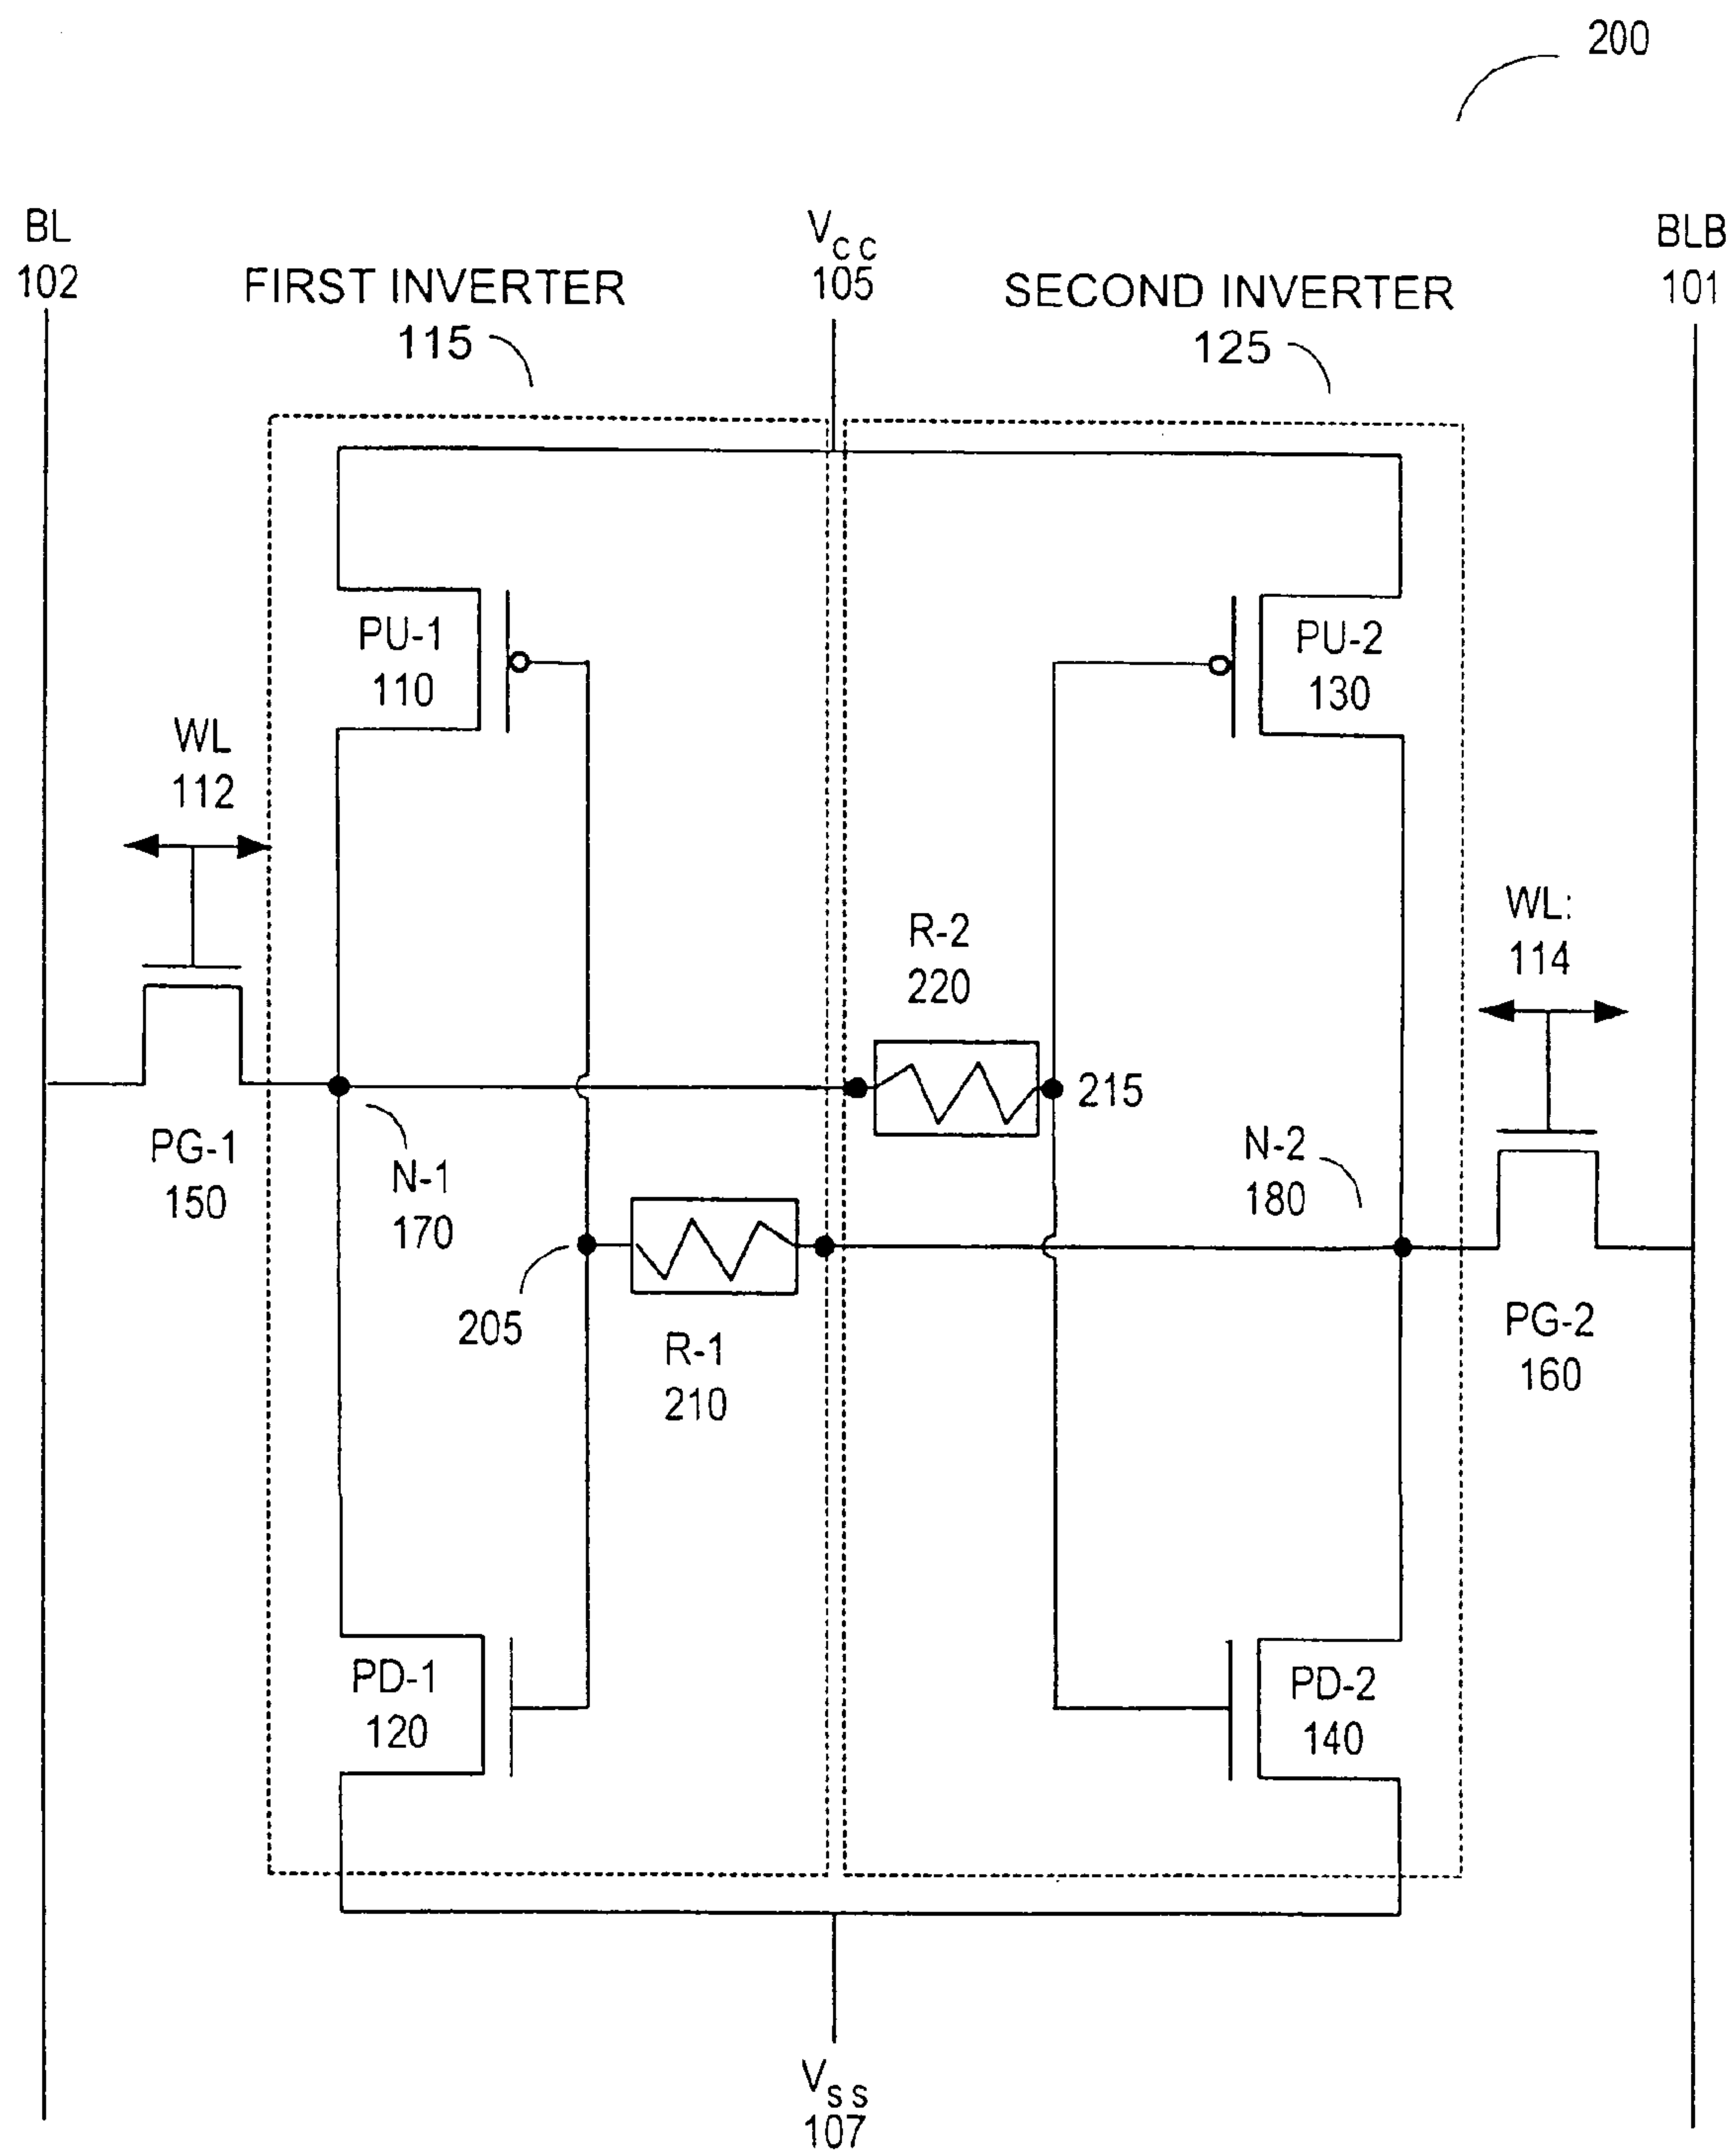 200
BL
102
FIRST INVERTER
115
VCC
105
SECOND INVERTER
125
BLB
101
PU-1
110
PU-2
130
WL
112
R-2
220
WL:
114
215
PG-1
150
N-1
170
N-2
180
205
R-1
210
PG-2
160
PD-1
120
PD-2
140
VSS
107